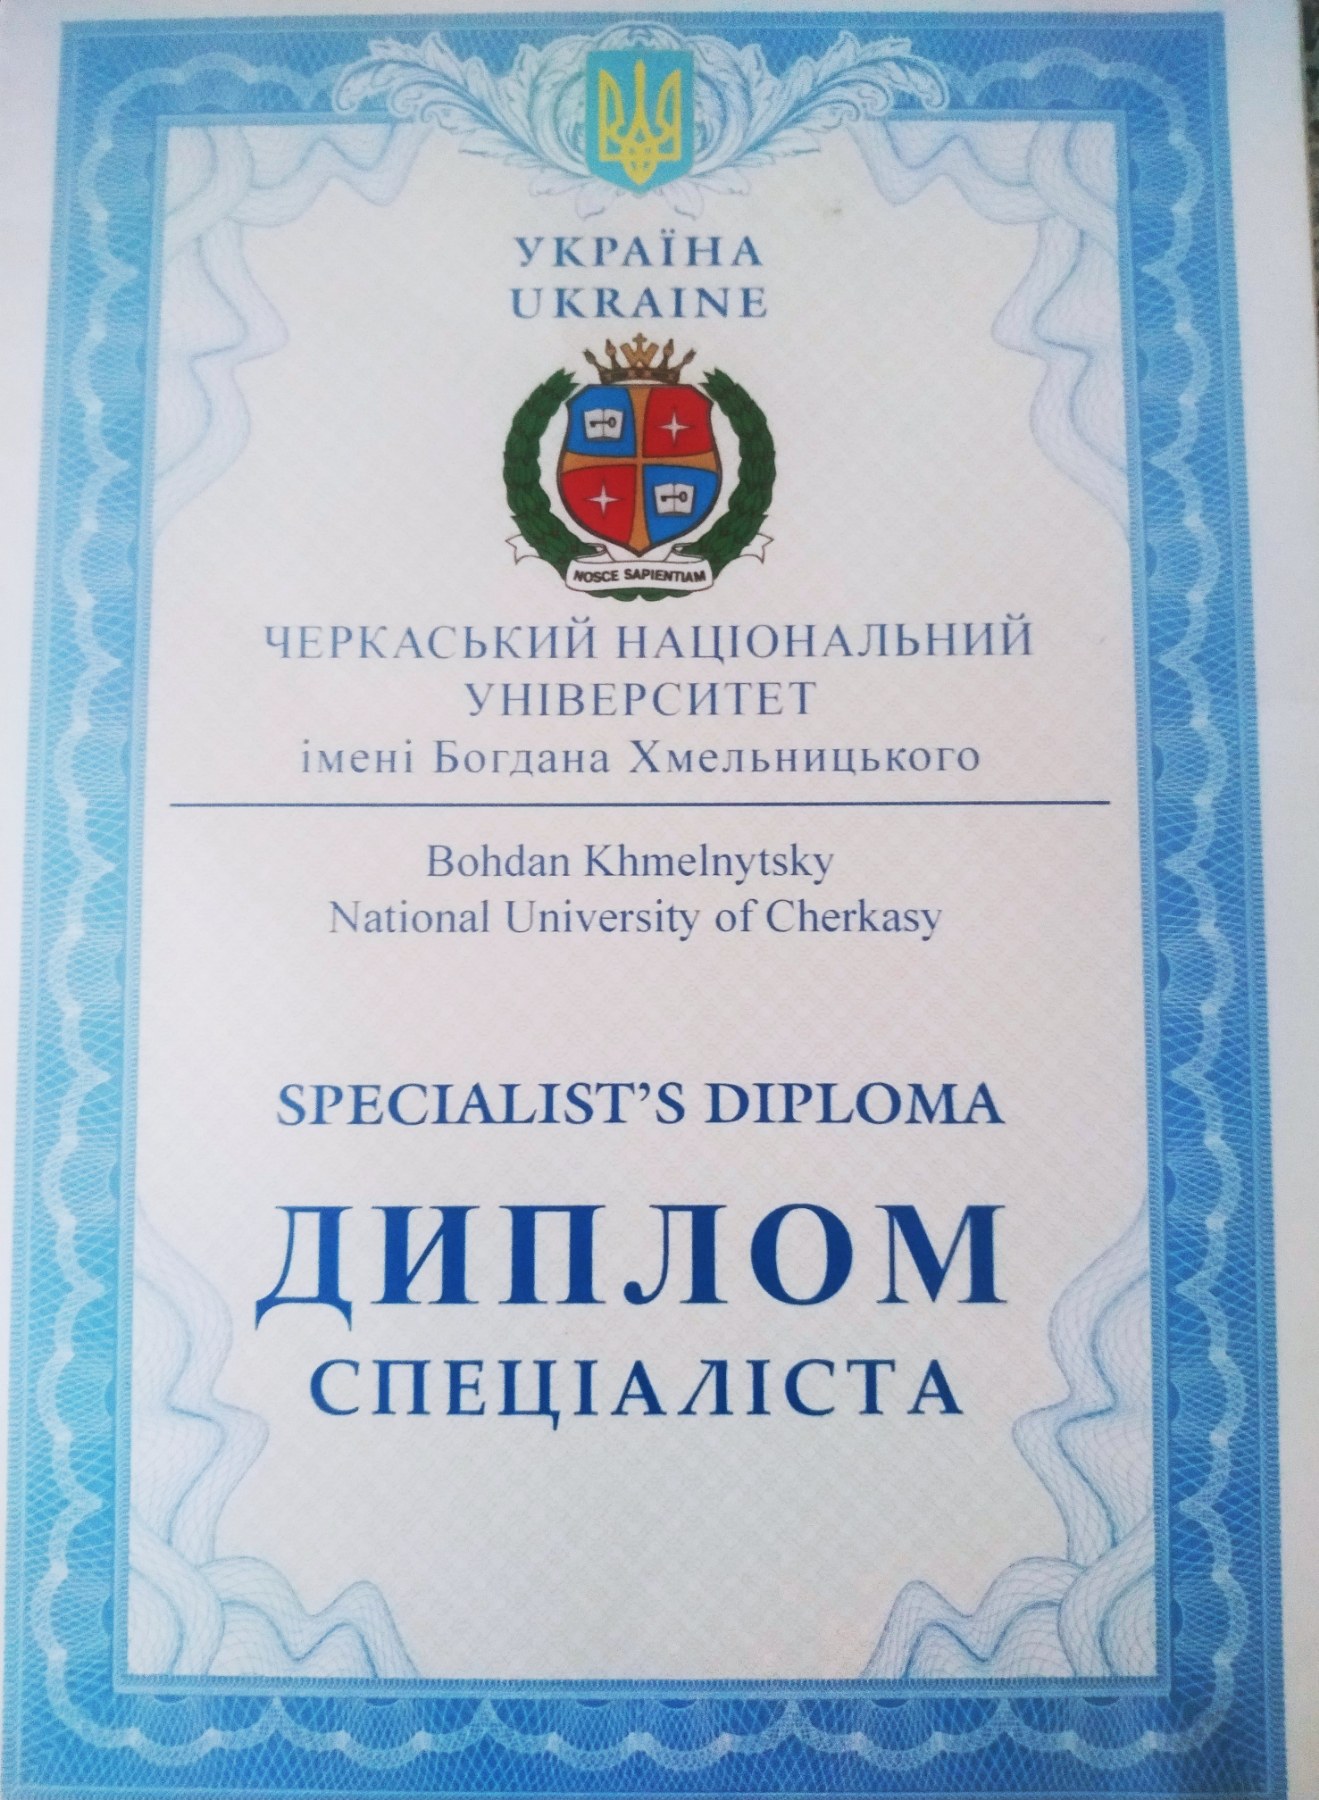 УКРАЇНА
UKRAINE
NOSCE SAPIENTIAM
ЧЕРКАСЬКИЙ НАЦІОНАЛЬНИЙ
УНІВЕРСИТЕТ
імені Богдана Хмельницького
Bohdan Khmelnytsky
National University of Cherkasy
SPECIALIST’S DIPLOMA
ДИПЛОМ
СПЕЦІАЛІСТА